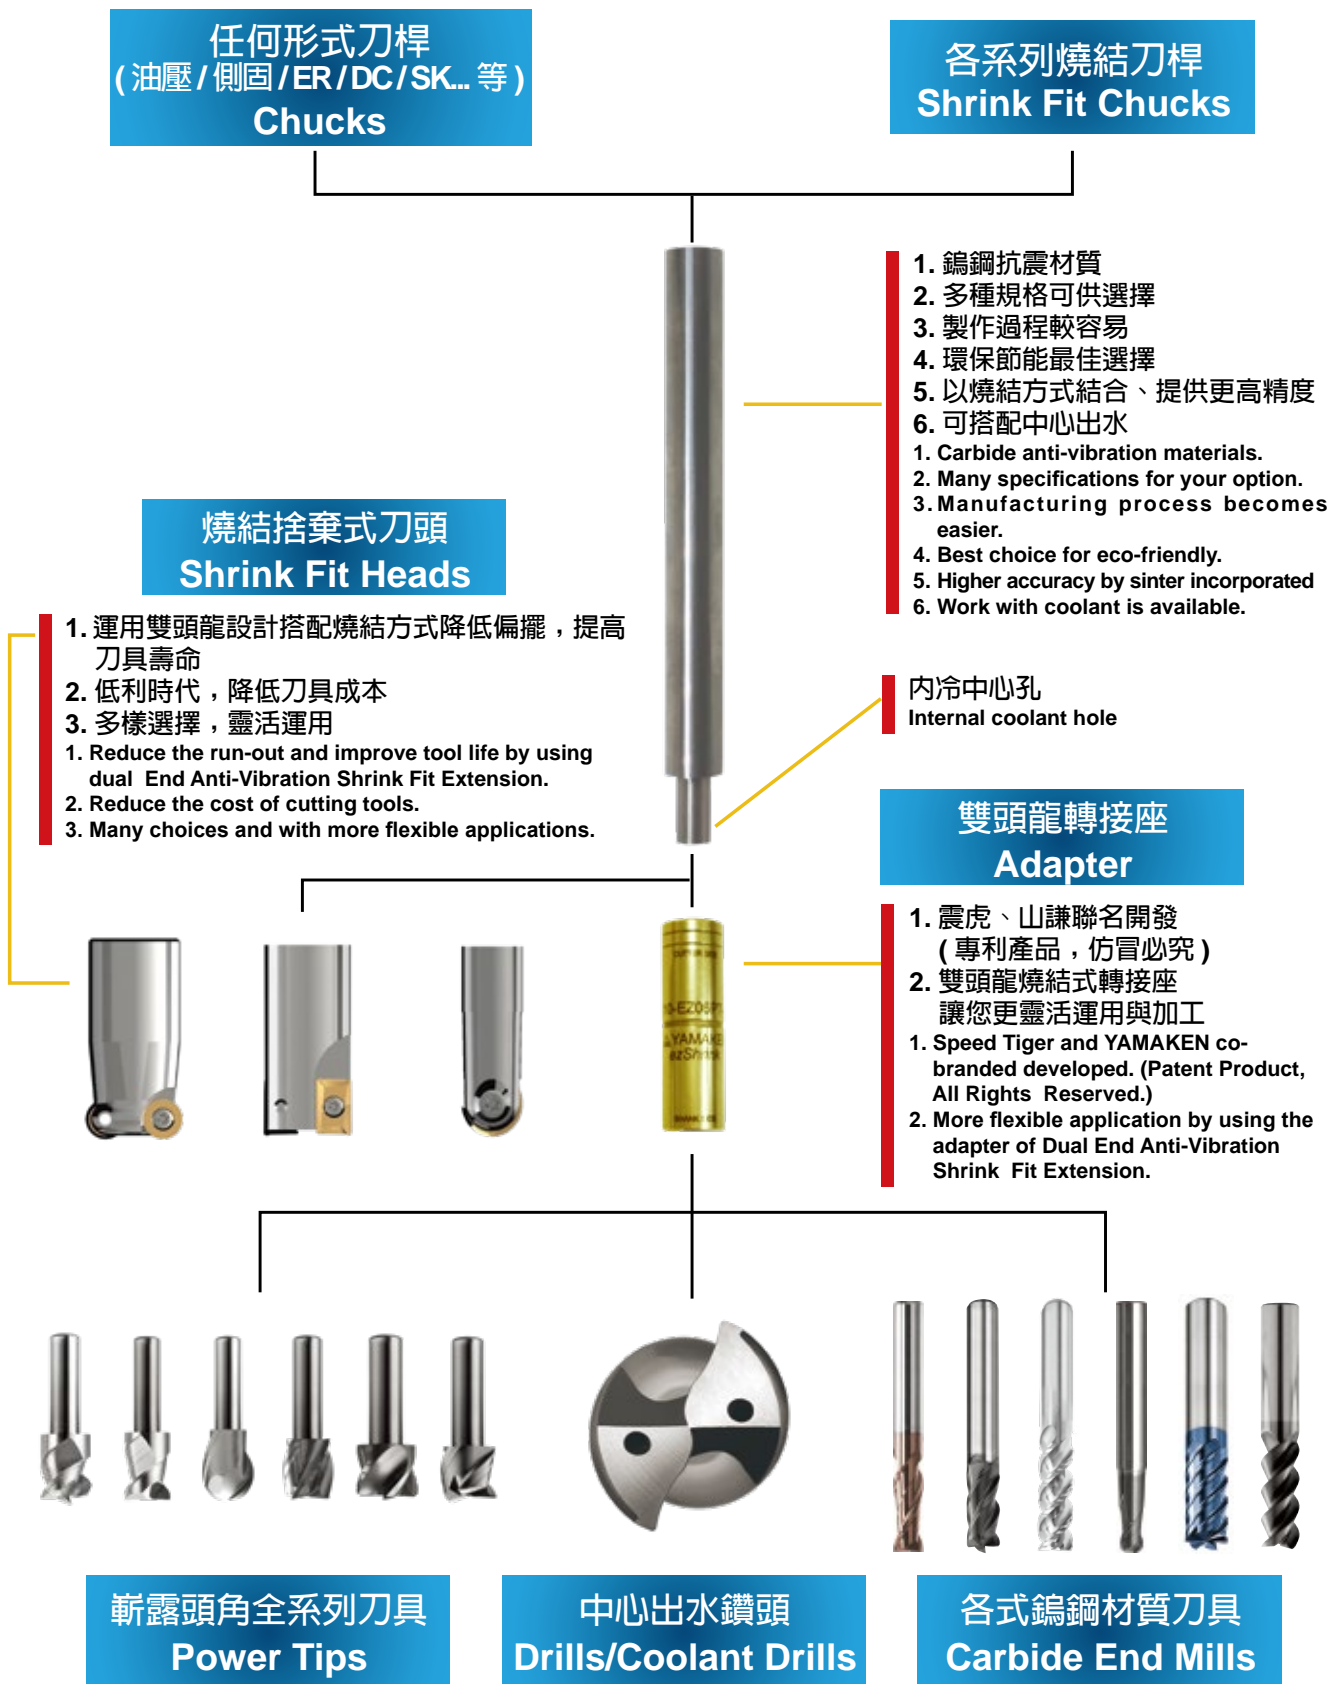 任何形式刀桿
(油壓/側固/ER/DC/SK... 等)
Chucks
各系列燒結刀桿
Shrink Fit Chucks
1. 鎢鋼抗震材質
2. 多種規格可供選擇
3. 製作過程較容易
4. 環保節能最佳選擇
5. 以燒結方式結合、提供更高精度
6. 可搭配中心出水
1. Carbide anti-vibration materials.
2. Many specifications for your option.
3. Manufacturing process becomes
easier.
4. Best choice for eco-friendly.
5. Higher accuracy by sinter incorporated
6. Work with coolant is available.
燒結捨棄式刀頭
Shrink Fit Heads
1. 運用雙頭龍設計搭配燒結方式降低偏擺，提高
刀具壽命
2. 低利時代，降低刀具成本
3. 多樣選擇，靈活運用
1. Reduce the run-out and improve tool life by using
dual End Anti-Vibration Shrink Fit Extension.
2. Reduce the cost of cutting tools.
3. Many choices and with more flexible applications.
内冷中心孔
Internal coolant hole
雙頭龍轉接座
Adapter
1. 震虎、山謙聯名開發
(專利產品，仿冒必究)
2. 雙頭龍燒結式轉接座
讓您更靈活運用與加工
1. Speed Tiger and YAMAKEN co-
branded developed. (Patent Product,
All Rights Reserved.)
2. More flexible application by using the
adapter of Dual End Anti-Vibration
Shrink Fit Extension.
YAMAKEN
ezShrink
嶄露頭角全系列刀具
Power Tips
中心出水鑽頭
Drills/Coolant Drills
各式鎢鋼材質刀具
Carbide End Mills